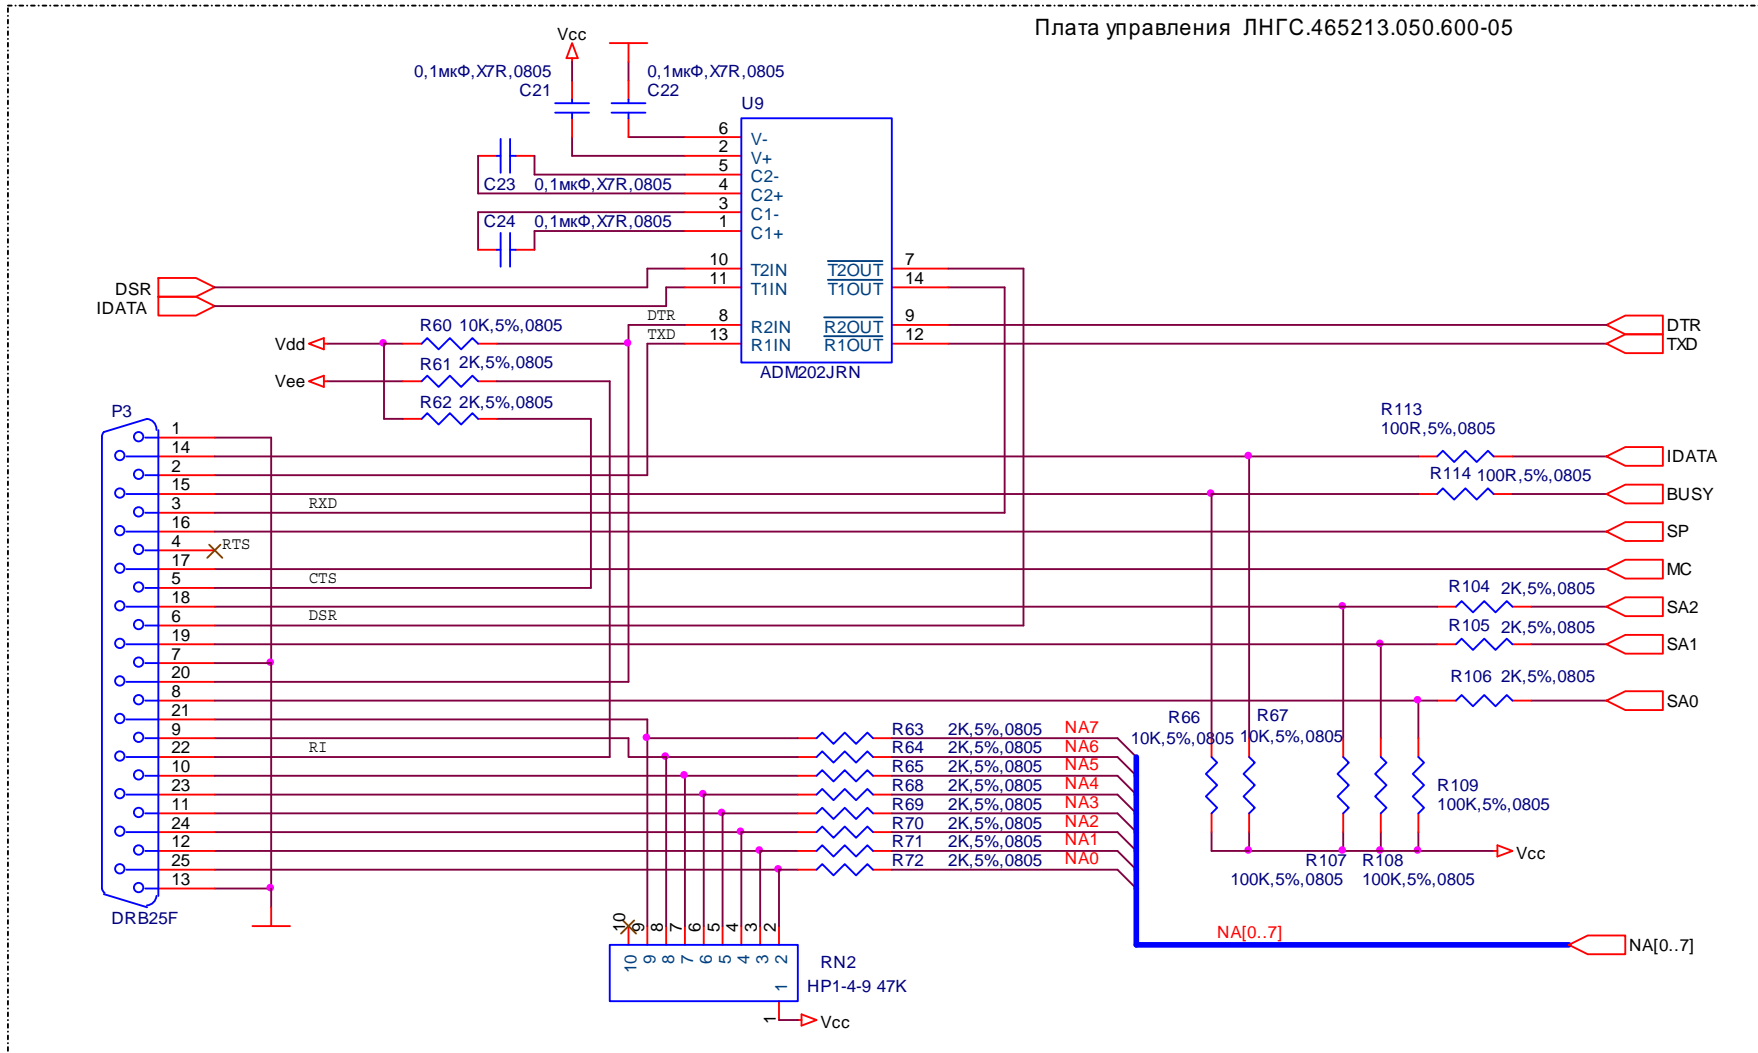 Плата управления ЛНГС.465213.050.600-05
Vcc
0,1мкФ,X7R,0805
C21
0,1мкФ,X7R,0805
C22
U9
6
V-
2
V+
5
C2-
4
C2+
3
C1-
1
C1+
C23 0,1мкФ,X7R,0805
C24 0,1мкФ,X7R,0805
10
T2IN
T2OUT
7
11
T1IN
T1OUT
14
8
R2IN
R2OUT
9
13
R1IN
R1OUT
12
ADM202JRN
DSR
IDATA
DTR
TXD
DTR
TXD
R60 10K,5%,0805
Vdd
R61 2K,5%,0805
Vee
R62 2K,5%,0805
P3
1
14
2
15
3
16
4
17
5
18
6
19
7
20
8
21
9
22
10
23
11
24
12
25
13
DRB25F
RXD
RTS
CTS
DSR
RI
R113
100R,5%,0805
IDATA
R114 100R,5%,0805
BUSY
SP
MC
R104 2K,5%,0805
SA2
R105 2K,5%,0805
SA1
R106 2K,5%,0805
SA0
R63 2K,5%,0805 NA7
R64 2K,5%,0805 NA6
R65 2K,5%,0805 NA5
R68 2K,5%,0805 NA4
R69 2K,5%,0805 NA3
R70 2K,5%,0805 NA2
R71 2K,5%,0805 NA1
R72 2K,5%,0805 NA0
R66
10K,5%,0805
R67
10K,5%,0805
R109
100K,5%,0805
Vcc
R107
100K,5%,0805
R108
100K,5%,0805
NA[0..7]
NA[0..7]
10 9 8 7 6 5 4 3 2
10 9 8 7 6 5 4 3 2
1
RN2
HP1-4-9 47K
1
Vcc